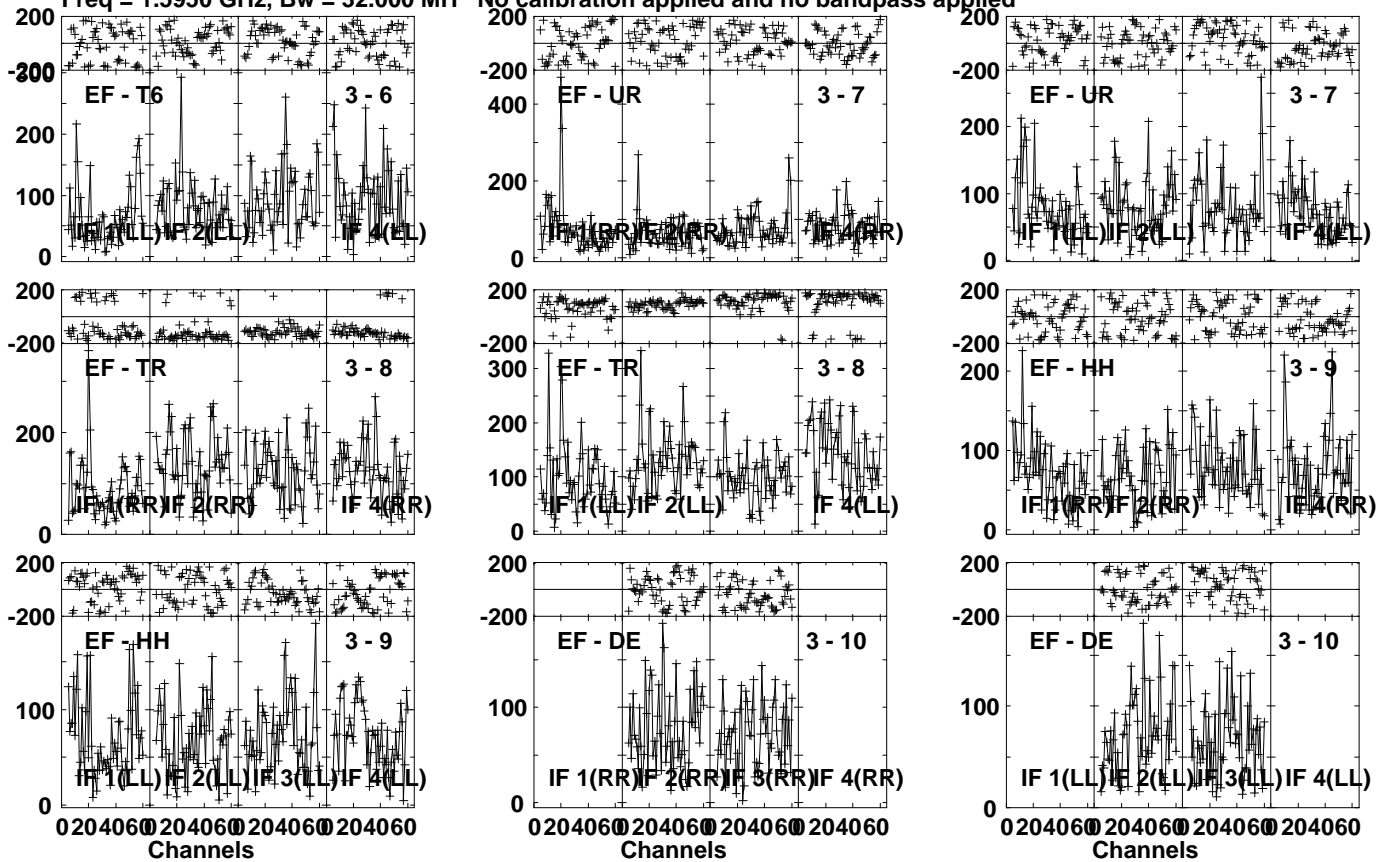 Freq = 1.5950 GHz, Bw = 32.000 MH No calibration applied and no bandpass applied
200 200 200
-200 -200 -200
300
EF - T6 3 - 6 EF - UR 3 - 7 EF - UR 3 - 7
400
200 200
200
100 200 100
IF 1(LL) IF 2(LL) IF 4(LL) IF 1(RR) IF 2(RR) IF 4(RR) IF 1(LL) IF 2(LL) IF 4(LL)
0 0 0
200 200 200
-200 -200 -200
EF - TR 3 - 8 EF - TR 3 - 8 EF - HH 3 - 9
300
200
200 200
100 100
IF 1(RR) IF 2(RR) IF 4(RR) IF 1(LL) IF 2(LL) IF 4(LL) IF 1(RR) IF 2(RR) IF 4(RR)
0 0 0
200 200 200
-200 -200 -200
EF - HH 3 - 9 EF - DE 3 - 10 EF - DE 3 - 10
100 100 100
IF 1(LL) IF 2(LL) IF 3(LL) IF 4(LL) IF 1(RR) IF 2(RR) IF 3(RR) IF 4(RR) IF 1(LL) IF 2(LL) IF 3(LL) IF 4(LL)
0 0 0
0 20 40 60 0 20 40 60 0 20 40 60 0 20 40 60 0 20 40 60 0 20 40 60 0 20 40 60 0 20 40 60 0 20 40 60 0 20 40 60 0 20 40 60 0 20 40 60
Channels Channels Channels